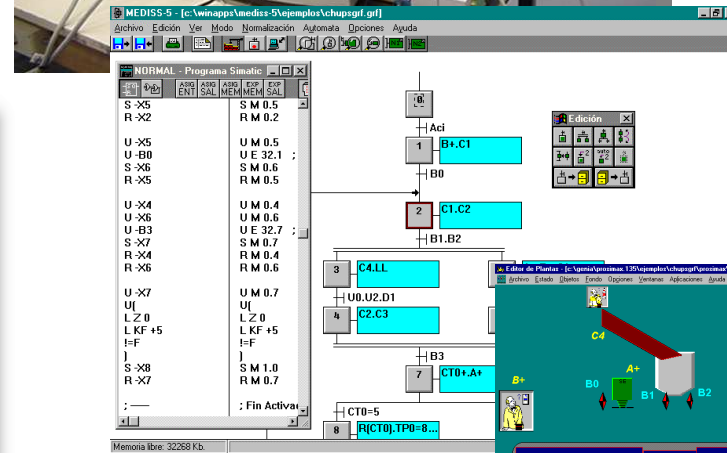 MEDISS-5 - [c:\winapps\mediss-5\ejemplos\chupsgrf.grf]
Archivo Edición Ver Modo Normalización Automata Opciones Ayuda
NORMAL - Programa Simatic
ASIG ENT ASIG SAL ASIG MEM EXP MEM EXP SAL
S -X5 S M 0.5
R -X2 R M 0.2
U -X5 U M 0.5
U -B0 U E 32.1 ;
S -X6 S M 0.6
R -X5 R M 0.5
U -X4 U M 0.4
U -X6 U M 0.6
U -B3 U E 32.7 ;
S -X7 S M 0.7
R -X4 R M 0.4
R -X6 R M 0.6
U -X7 U M 0.7
U( U(
L Z 0 L Z 0
L KF +5 L KF +5
!=F !=F
) )
S -X8 S M 1.0
R -X7 R M 0.7
; ---- ; Fin Activa
0
Aci
1 B+.C1
B0
2 C1.C2
B1.B2
3 C4.LL
U0.U2.D1
4 C2.C3
B3
7 CT0+.A+
CT0=5
8 R(CT0).TP0=8...
Edición
auto
Editor de Plantas - [c:\genia\proximax.135\ejemplos\chupsgrf\proximax
Archivo Estado Objetos Fondo Opciones Ventanas Aplicaciones Ayuda
C4
A+
B+
B0
B1
B2
Memoria libre: 32268 Kb.